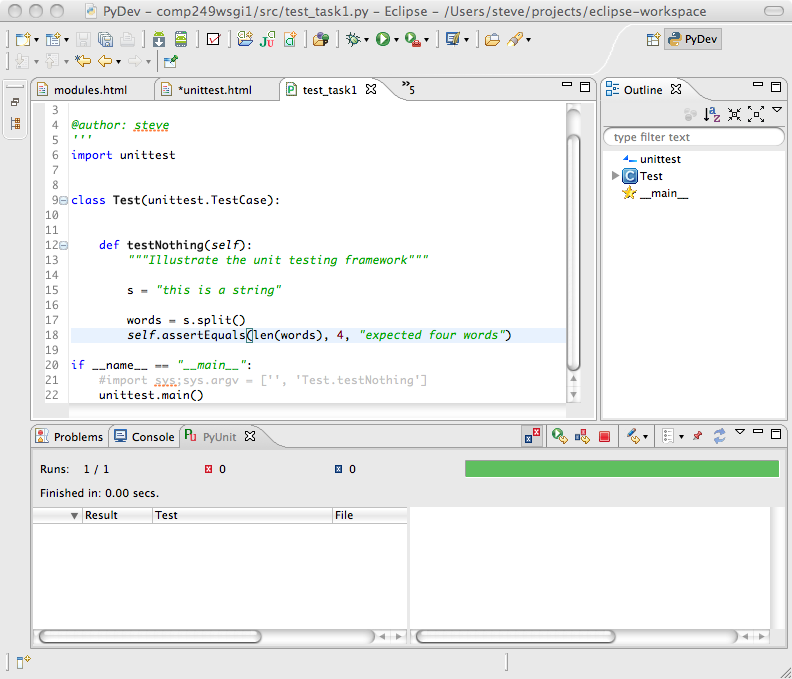 PyDev - comp249wsgi1/src/test_task1.py - Eclipse - /Users/steve/projects/eclipse-workspace
PyDev
modules.html
*unittest.html
test_task1
»5
Outline
type filter text
unittest
Test
__main__
3
4 @author: steve
5 '''
6 import unittest
7
8
9 class Test(unittest.TestCase):
10
11
12 def testNothing(self):
13 """Illustrate the unit testing framework"""
14
15 s = "this is a string"
16
17 words = s.split()
18 self.assertEquals(len(words), 4, "expected four words")
19
20 if __name__ == "__main__":
21 #import sys;sys.argv = ['', 'Test.testNothing']
22 unittest.main()
Problems
Console
PyUnit
Runs: 1 / 1 0 0
Finished in: 0.00 secs.
Result Test File